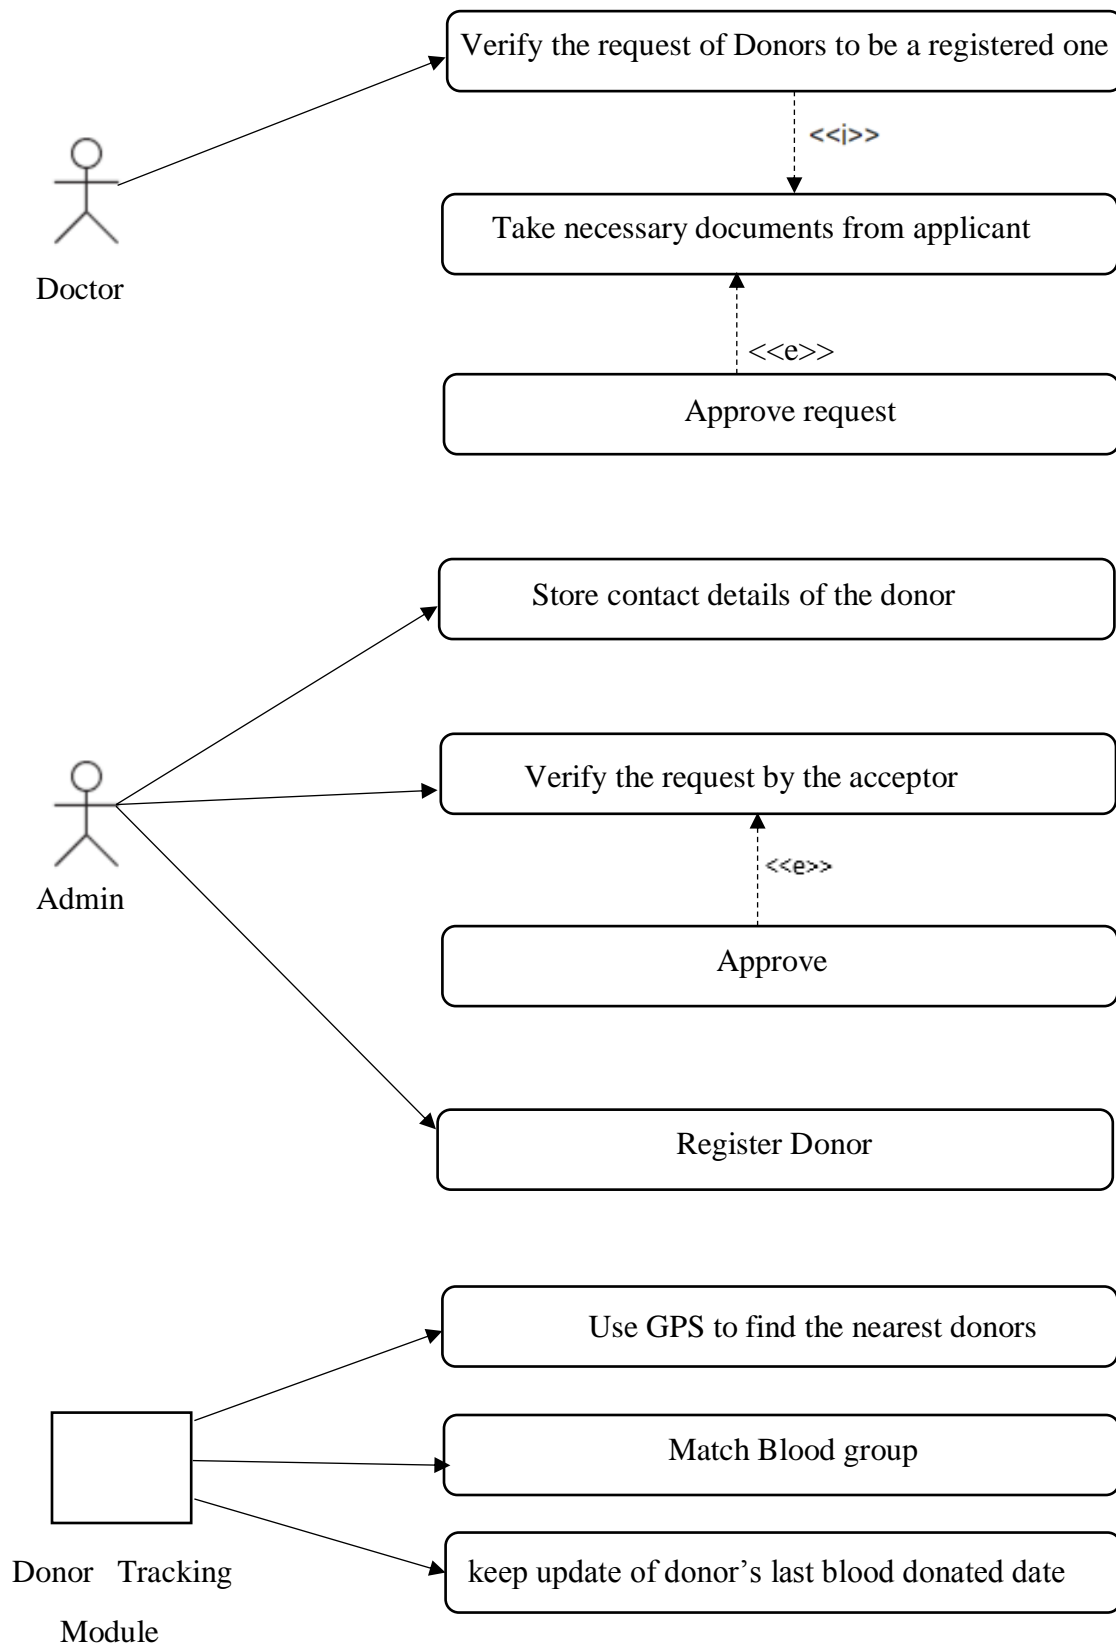 Verify the request of Donors to be a registered one
<<i>>
Take necessary documents from applicant
Doctor
<<e>>
Approve request
Store contact details of the donor
Verify the request by the acceptor
<<e>>
Admin
Approve
Register Donor
Use GPS to find the nearest donors
Match Blood group
keep update of donor’s last blood donated date
Donor Tracking
Module